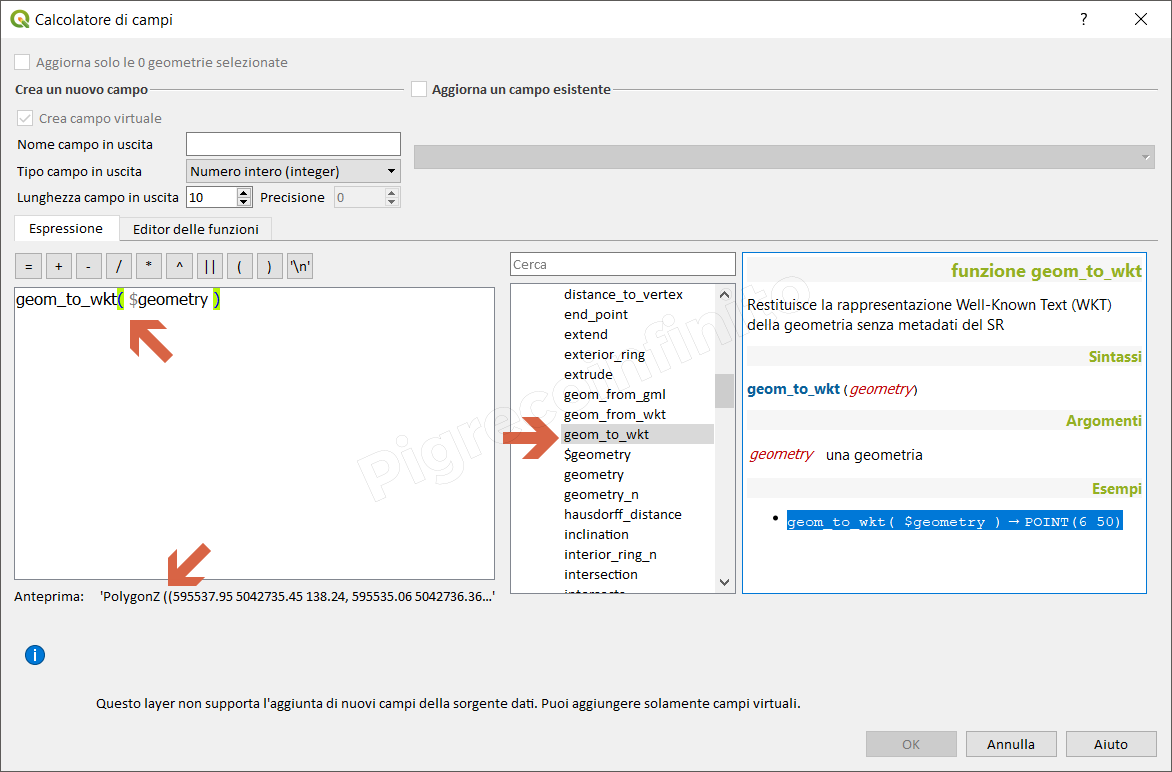 Calcolatore di campi
?
Aggiorna solo le 0 geometrie selezionate
Crea un nuovo campo
Aggiorna un campo esistente
Crea campo virtuale
Nome campo in uscita
Tipo campo in uscita
Numero intero (integer)
Lunghezza campo in uscita
10
Precisione
0
Espressione
Editor delle funzioni
= + - / * ^ || ( ) '\n'
geom_to_wkt( $geometry )
Anteprima: 'PolygonZ ((595537.95 5042735.45 138.24, 595535.06 5042736.36...'
Cerca
distance_to_vertex
end_point
extend
exterior_ring
extrude
geom_from_gml
geom_from_wkt
geom_to_wkt
$geometry
geometry
geometry_n
hausdorff_distance
inclination
interior_ring_n
intersection
intersects
funzione geom_to_wkt
Restituisce la rappresentazione Well-Known Text (WKT)
della geometria senza metadati del SR
Sintassi
geom_to_wkt (geometry)
Argomenti
geometry una geometria
Esempi
• geom_to_wkt( $geometry ) → POINT(6 50)
Pigrecoinfinito
i
Questo layer non supporta l'aggiunta di nuovi campi della sorgente dati. Puoi aggiungere solamente campi virtuali.
OK
Annulla
Aiuto